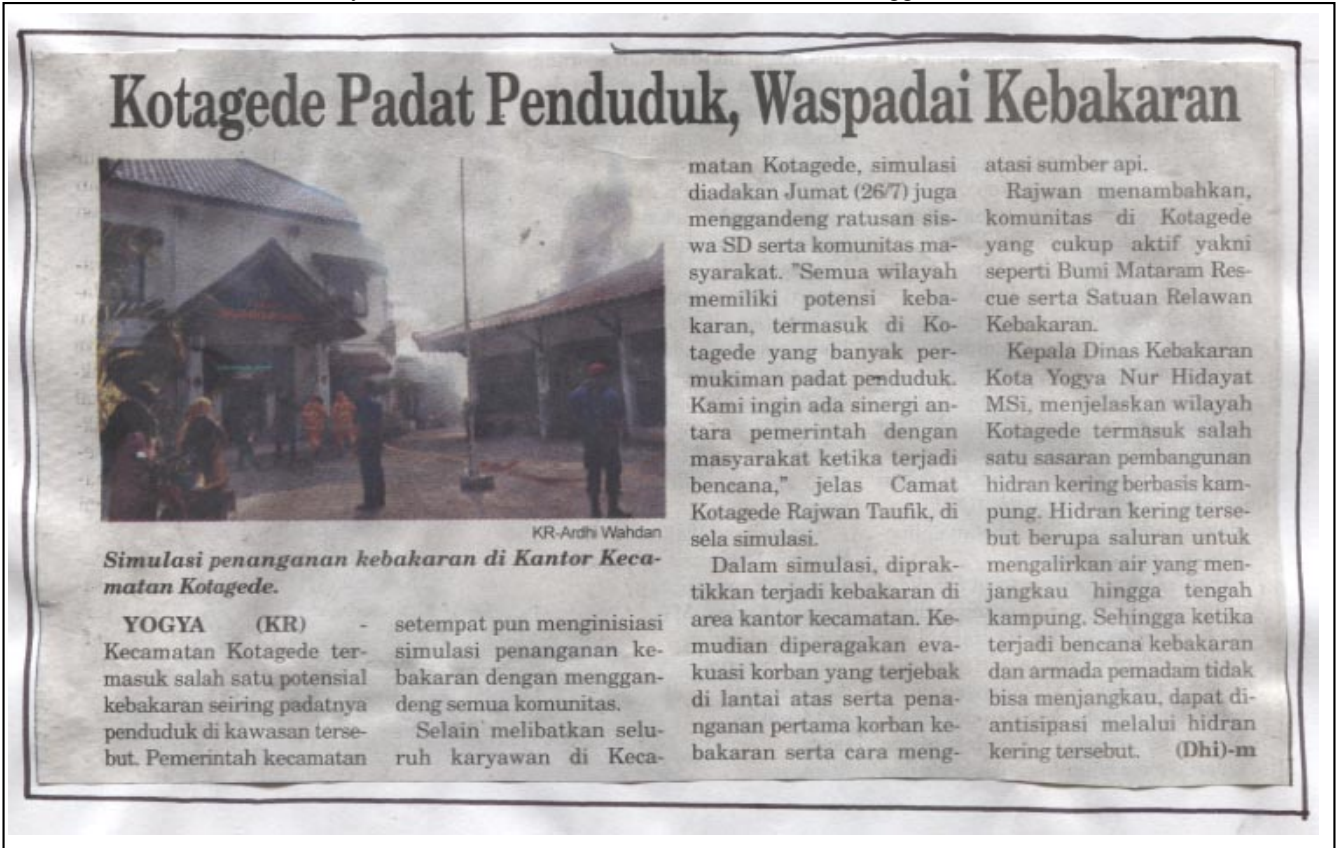 Kotagede Padat Penduduk, Waspadai Kebakaran
KR-Ardhi Wahdan
Simulasi penanganan kebakaran di Kantor Keca-
matan Kotagede.
YOGYA (KR) -
Kecamatan Kotagede ter-
masuk salah satu potensial
kebakaran seiring padatnya
penduduk di kawasan terse-
but. Pemerintah kecamatan
setempat pun menginisiasi
simulasi penanganan ke-
bakaran dengan menggan-
deng semua komunitas.
Selain melibatkan selu-
ruh karyawan di Keca-
matan Kotagede, simulasi
diadakan Jumat (26/7) juga
menggandeng ratusan sis-
wa SD serta komunitas ma-
syarakat. "Semua wilayah
memiliki potensi keba-
karan, termasuk di Ko-
tagede yang banyak per-
mukiman padat penduduk.
Kami ingin ada sinergi an-
tara pemerintah dengan
masyarakat ketika terjadi
bencana," jelas Camat
Kotagede Rajwan Taufik, di
sela simulasi.
Dalam simulasi, diprak-
tikkan terjadi kebakaran di
area kantor kecamatan. Ke-
mudian diperagakan eva-
kuasi korban yang terjebak
di lantai atas serta pena-
nganan pertama korban ke-
bakaran serta cara meng-
atasi sumber api.
Rajwan menambahkan,
komunitas di Kotagede
yang cukup aktif yakni
seperti Bumi Mataram Res-
cue serta Satuan Relawan
Kebakaran.
Kepala Dinas Kebakaran
Kota Yogya Nur Hidayat
MSi, menjelaskan wilayah
Kotagede termasuk salah
satu sasaran pembangunan
hidran kering berbasis kam-
pung. Hidran kering terse-
but berupa saluran untuk
mengalirkan air yang men-
jangkau hingga tengah
kampung. Sehingga ketika
terjadi bencana kebakaran
dan armada pemadam tidak
bisa menjangkau, dapat di-
antisipasi melalui hidran
kering tersebut. (Dhi)-m